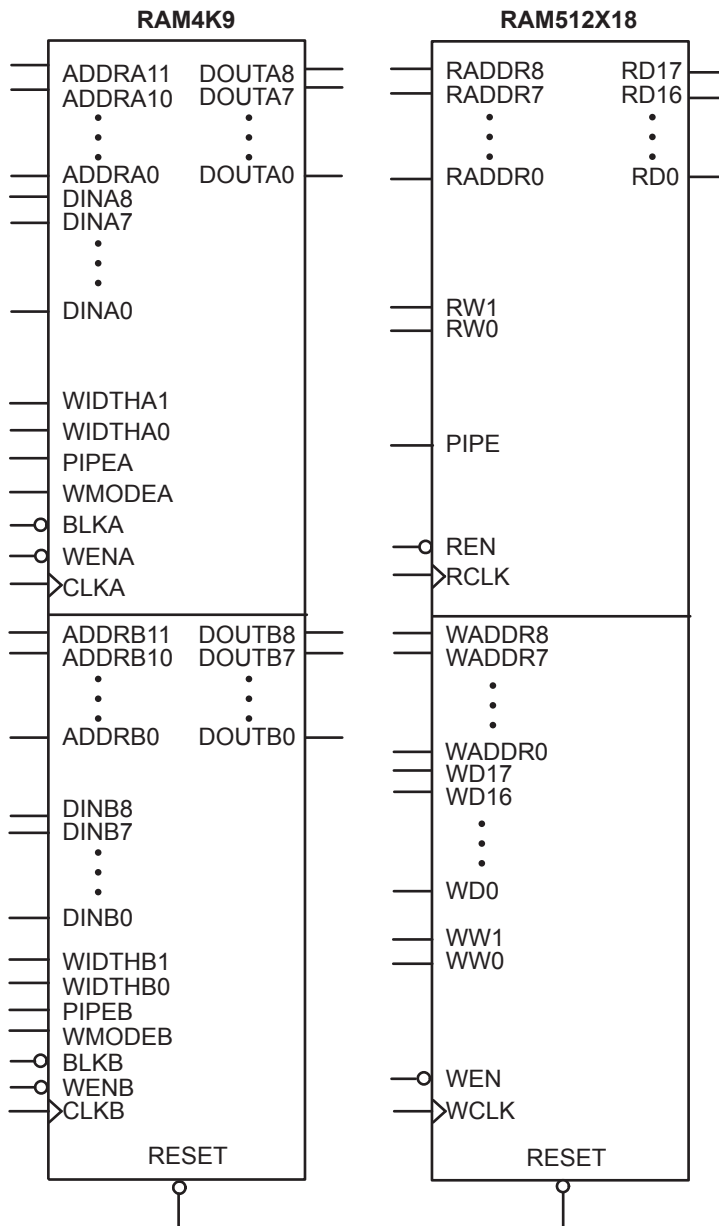 RAM4K9
ADDRA11 DOUTA8
ADDRA10 DOUTA7
ADDRA0 DOUTA0
DINA8
DINA7
DINA0
WIDTHA1
WIDTHA0
PIPEA
WMODEA
BLKA
WENA
CLKA
ADDRB11 DOUTB8
ADDRB10 DOUTB7
ADDRB0 DOUTB0
DINB8
DINB7
DINB0
WIDTHB1
WIDTHB0
PIPEB
WMODEB
BLKB
WENB
CLKB
RESET
RAM512X18
RADDR8 RD17
RADDR7 RD16
RADDR0 RD0
RW1
RW0
PIPE
REN
RCLK
WADDR8
WADDR7
WADDR0
WD17
WD16
WD0
WW1
WW0
WEN
WCLK
RESET